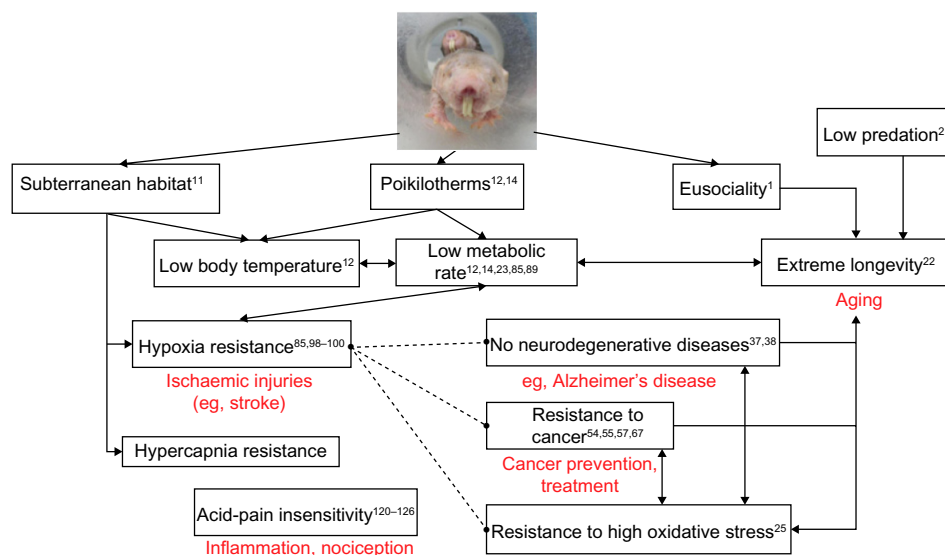 Low predation²
Subterranean habitat¹¹
Poikilotherms¹²,¹⁴
Eusociality¹
Low body temperature¹²
Low metabolic
rate¹²,¹⁴,²³,⁸⁵,⁸⁹
Extreme longevity²²
Aging
Hypoxia resistance⁸⁵,⁹⁸–¹⁰⁰
Ischaemic injuries
(eg, stroke)
No neurodegenerative diseases³⁷,³⁸
eg, Alzheimer's disease
Resistance to
cancer⁵⁴,⁵⁵,⁵⁷,⁶⁷
Cancer prevention,
treatment
Hypercapnia resistance
Acid-pain insensitivity¹²⁰–¹²⁶
Inflammation, nociception
Resistance to high oxidative stress²⁵